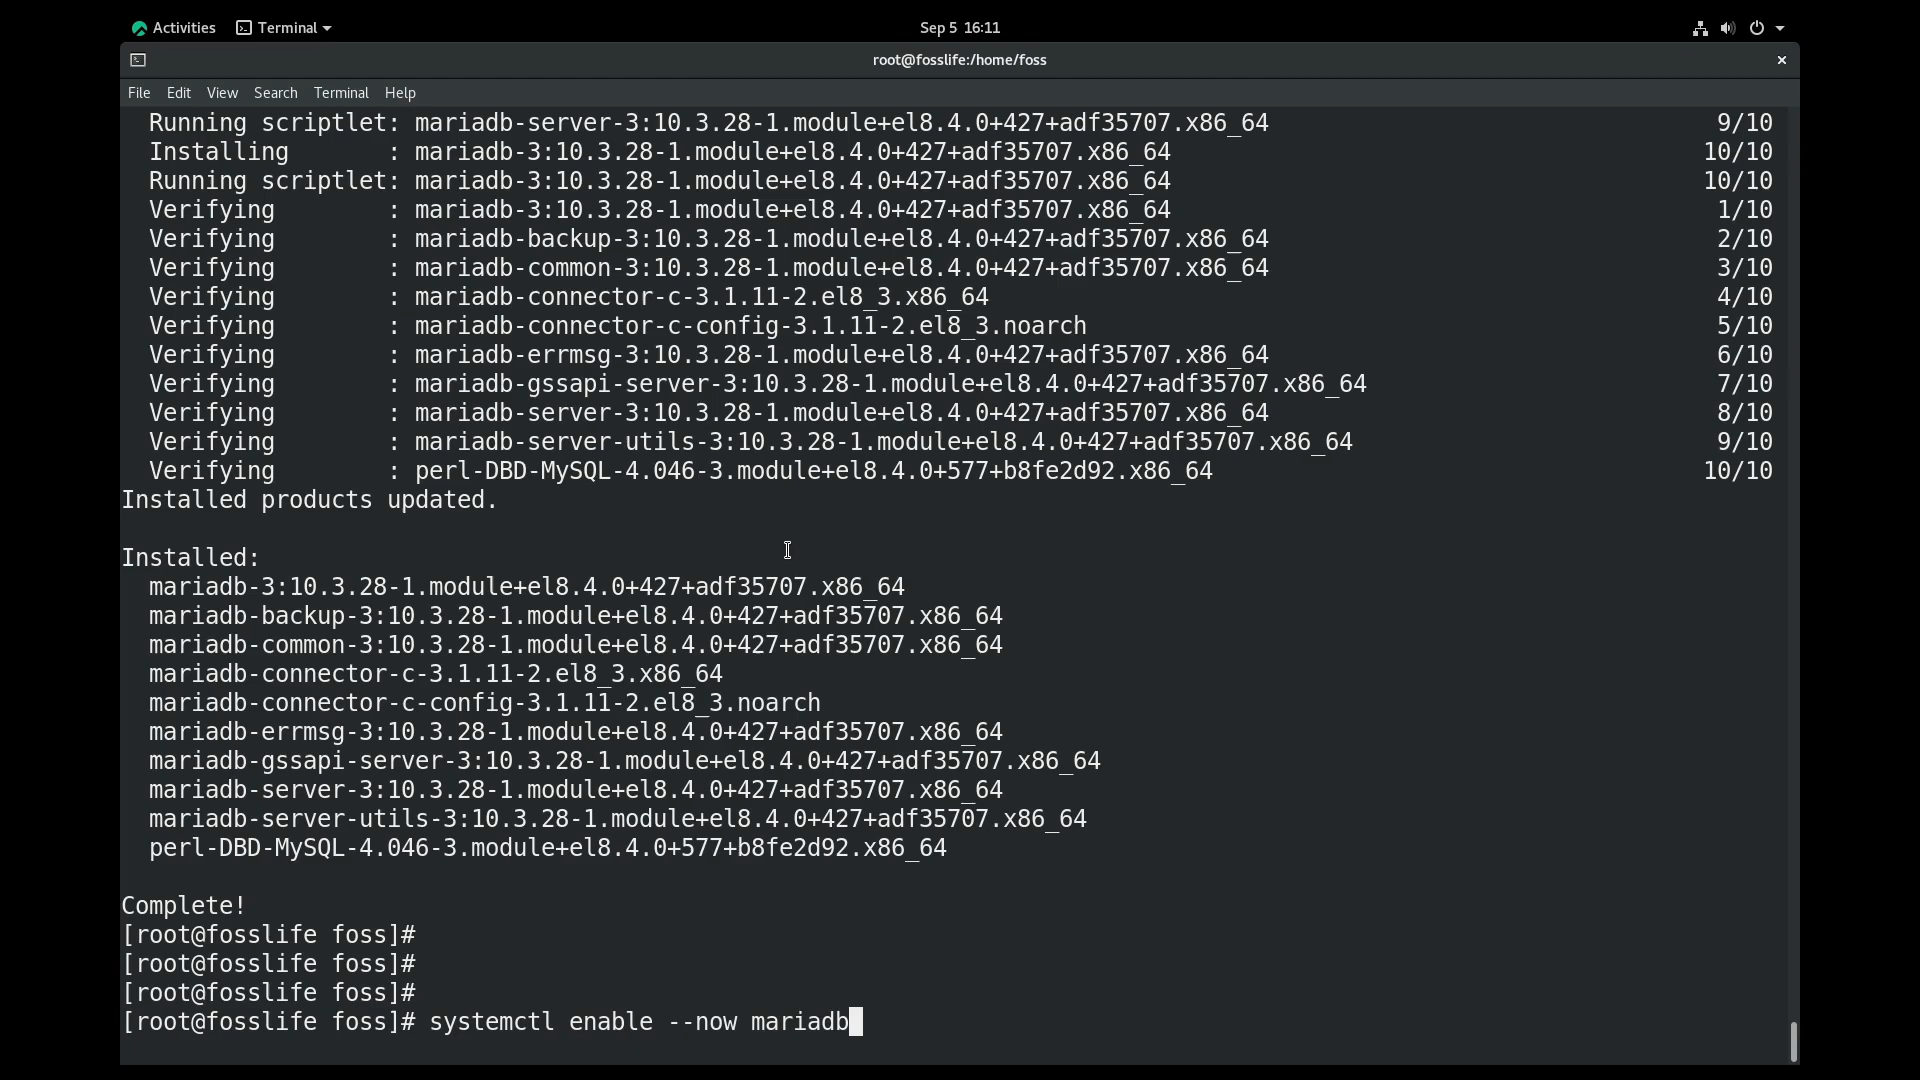 Activities
Terminal
Sep 5 16:11
root@fosslife:/home/foss
File Edit View Search Terminal Help
Running scriptlet: mariadb-server-3:10.3.28-1.module+el8.4.0+427+adf35707.x86_64 9/10
Installing : mariadb-3:10.3.28-1.module+el8.4.0+427+adf35707.x86_64 10/10
Running scriptlet: mariadb-3:10.3.28-1.module+el8.4.0+427+adf35707.x86_64 10/10
Verifying : mariadb-3:10.3.28-1.module+el8.4.0+427+adf35707.x86_64 1/10
Verifying : mariadb-backup-3:10.3.28-1.module+el8.4.0+427+adf35707.x86_64 2/10
Verifying : mariadb-common-3:10.3.28-1.module+el8.4.0+427+adf35707.x86_64 3/10
Verifying : mariadb-connector-c-3.1.11-2.el8_3.x86_64 4/10
Verifying : mariadb-connector-c-config-3.1.11-2.el8_3.noarch 5/10
Verifying : mariadb-errmsg-3:10.3.28-1.module+el8.4.0+427+adf35707.x86_64 6/10
Verifying : mariadb-gssapi-server-3:10.3.28-1.module+el8.4.0+427+adf35707.x86_64 7/10
Verifying : mariadb-server-3:10.3.28-1.module+el8.4.0+427+adf35707.x86_64 8/10
Verifying : mariadb-server-utils-3:10.3.28-1.module+el8.4.0+427+adf35707.x86_64 9/10
Verifying : perl-DBD-MySQL-4.046-3.module+el8.4.0+577+b8fe2d92.x86_64 10/10
Installed products updated.
Installed:
mariadb-3:10.3.28-1.module+el8.4.0+427+adf35707.x86_64
mariadb-backup-3:10.3.28-1.module+el8.4.0+427+adf35707.x86_64
mariadb-common-3:10.3.28-1.module+el8.4.0+427+adf35707.x86_64
mariadb-connector-c-3.1.11-2.el8_3.x86_64
mariadb-connector-c-config-3.1.11-2.el8_3.noarch
mariadb-errmsg-3:10.3.28-1.module+el8.4.0+427+adf35707.x86_64
mariadb-gssapi-server-3:10.3.28-1.module+el8.4.0+427+adf35707.x86_64
mariadb-server-3:10.3.28-1.module+el8.4.0+427+adf35707.x86_64
mariadb-server-utils-3:10.3.28-1.module+el8.4.0+427+adf35707.x86_64
perl-DBD-MySQL-4.046-3.module+el8.4.0+577+b8fe2d92.x86_64
Complete!
[root@fosslife foss]#
[root@fosslife foss]#
[root@fosslife foss]#
[root@fosslife foss]# systemctl enable --now mariadb